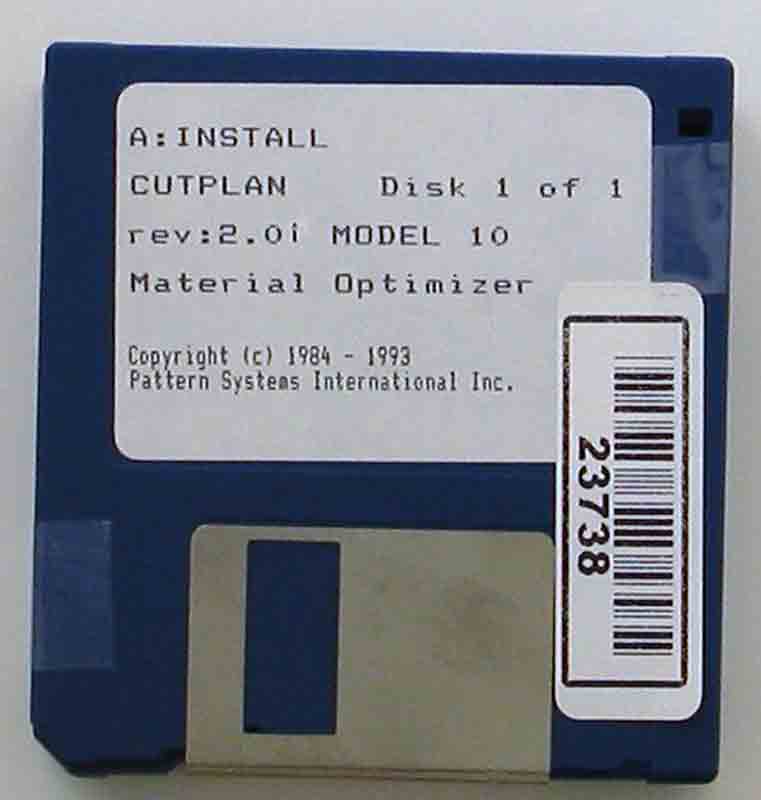 A:INSTALL
CUTPLAN Disk 1 of 1
rev:2.0i MODEL 10
Material Optimizer
Copyright (c) 1984 - 1993
Pattern Systems International Inc.
23738